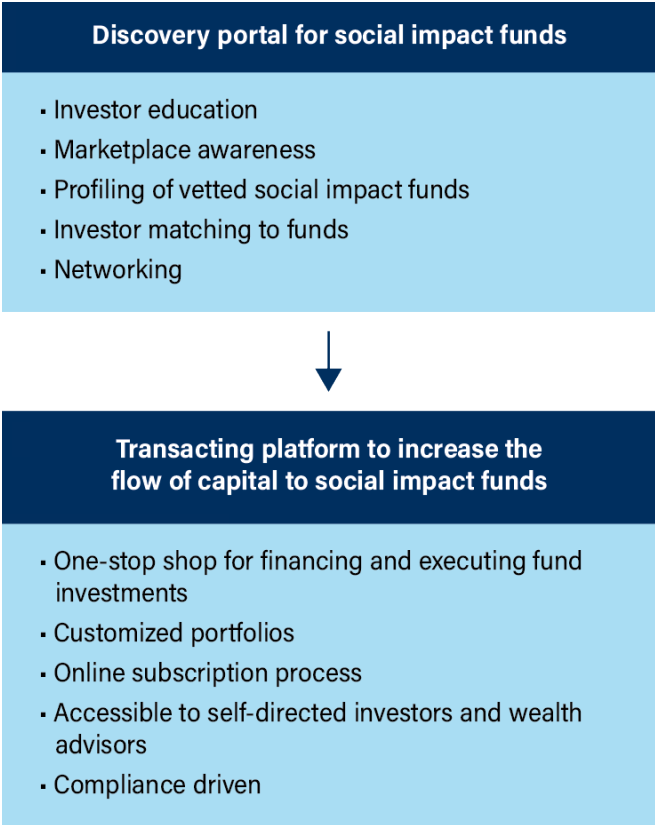 Discovery portal for social impact funds
▪ Investor education
▪ Marketplace awareness
▪ Profiling of vetted social impact funds
▪ Investor matching to funds
▪ Networking
Transacting platform to increase the
flow of capital to social impact funds
▪ One-stop shop for financing and executing fund
investments
▪ Customized portfolios
▪ Online subscription process
▪ Accessible to self-directed investors and wealth
advisors
▪ Compliance driven